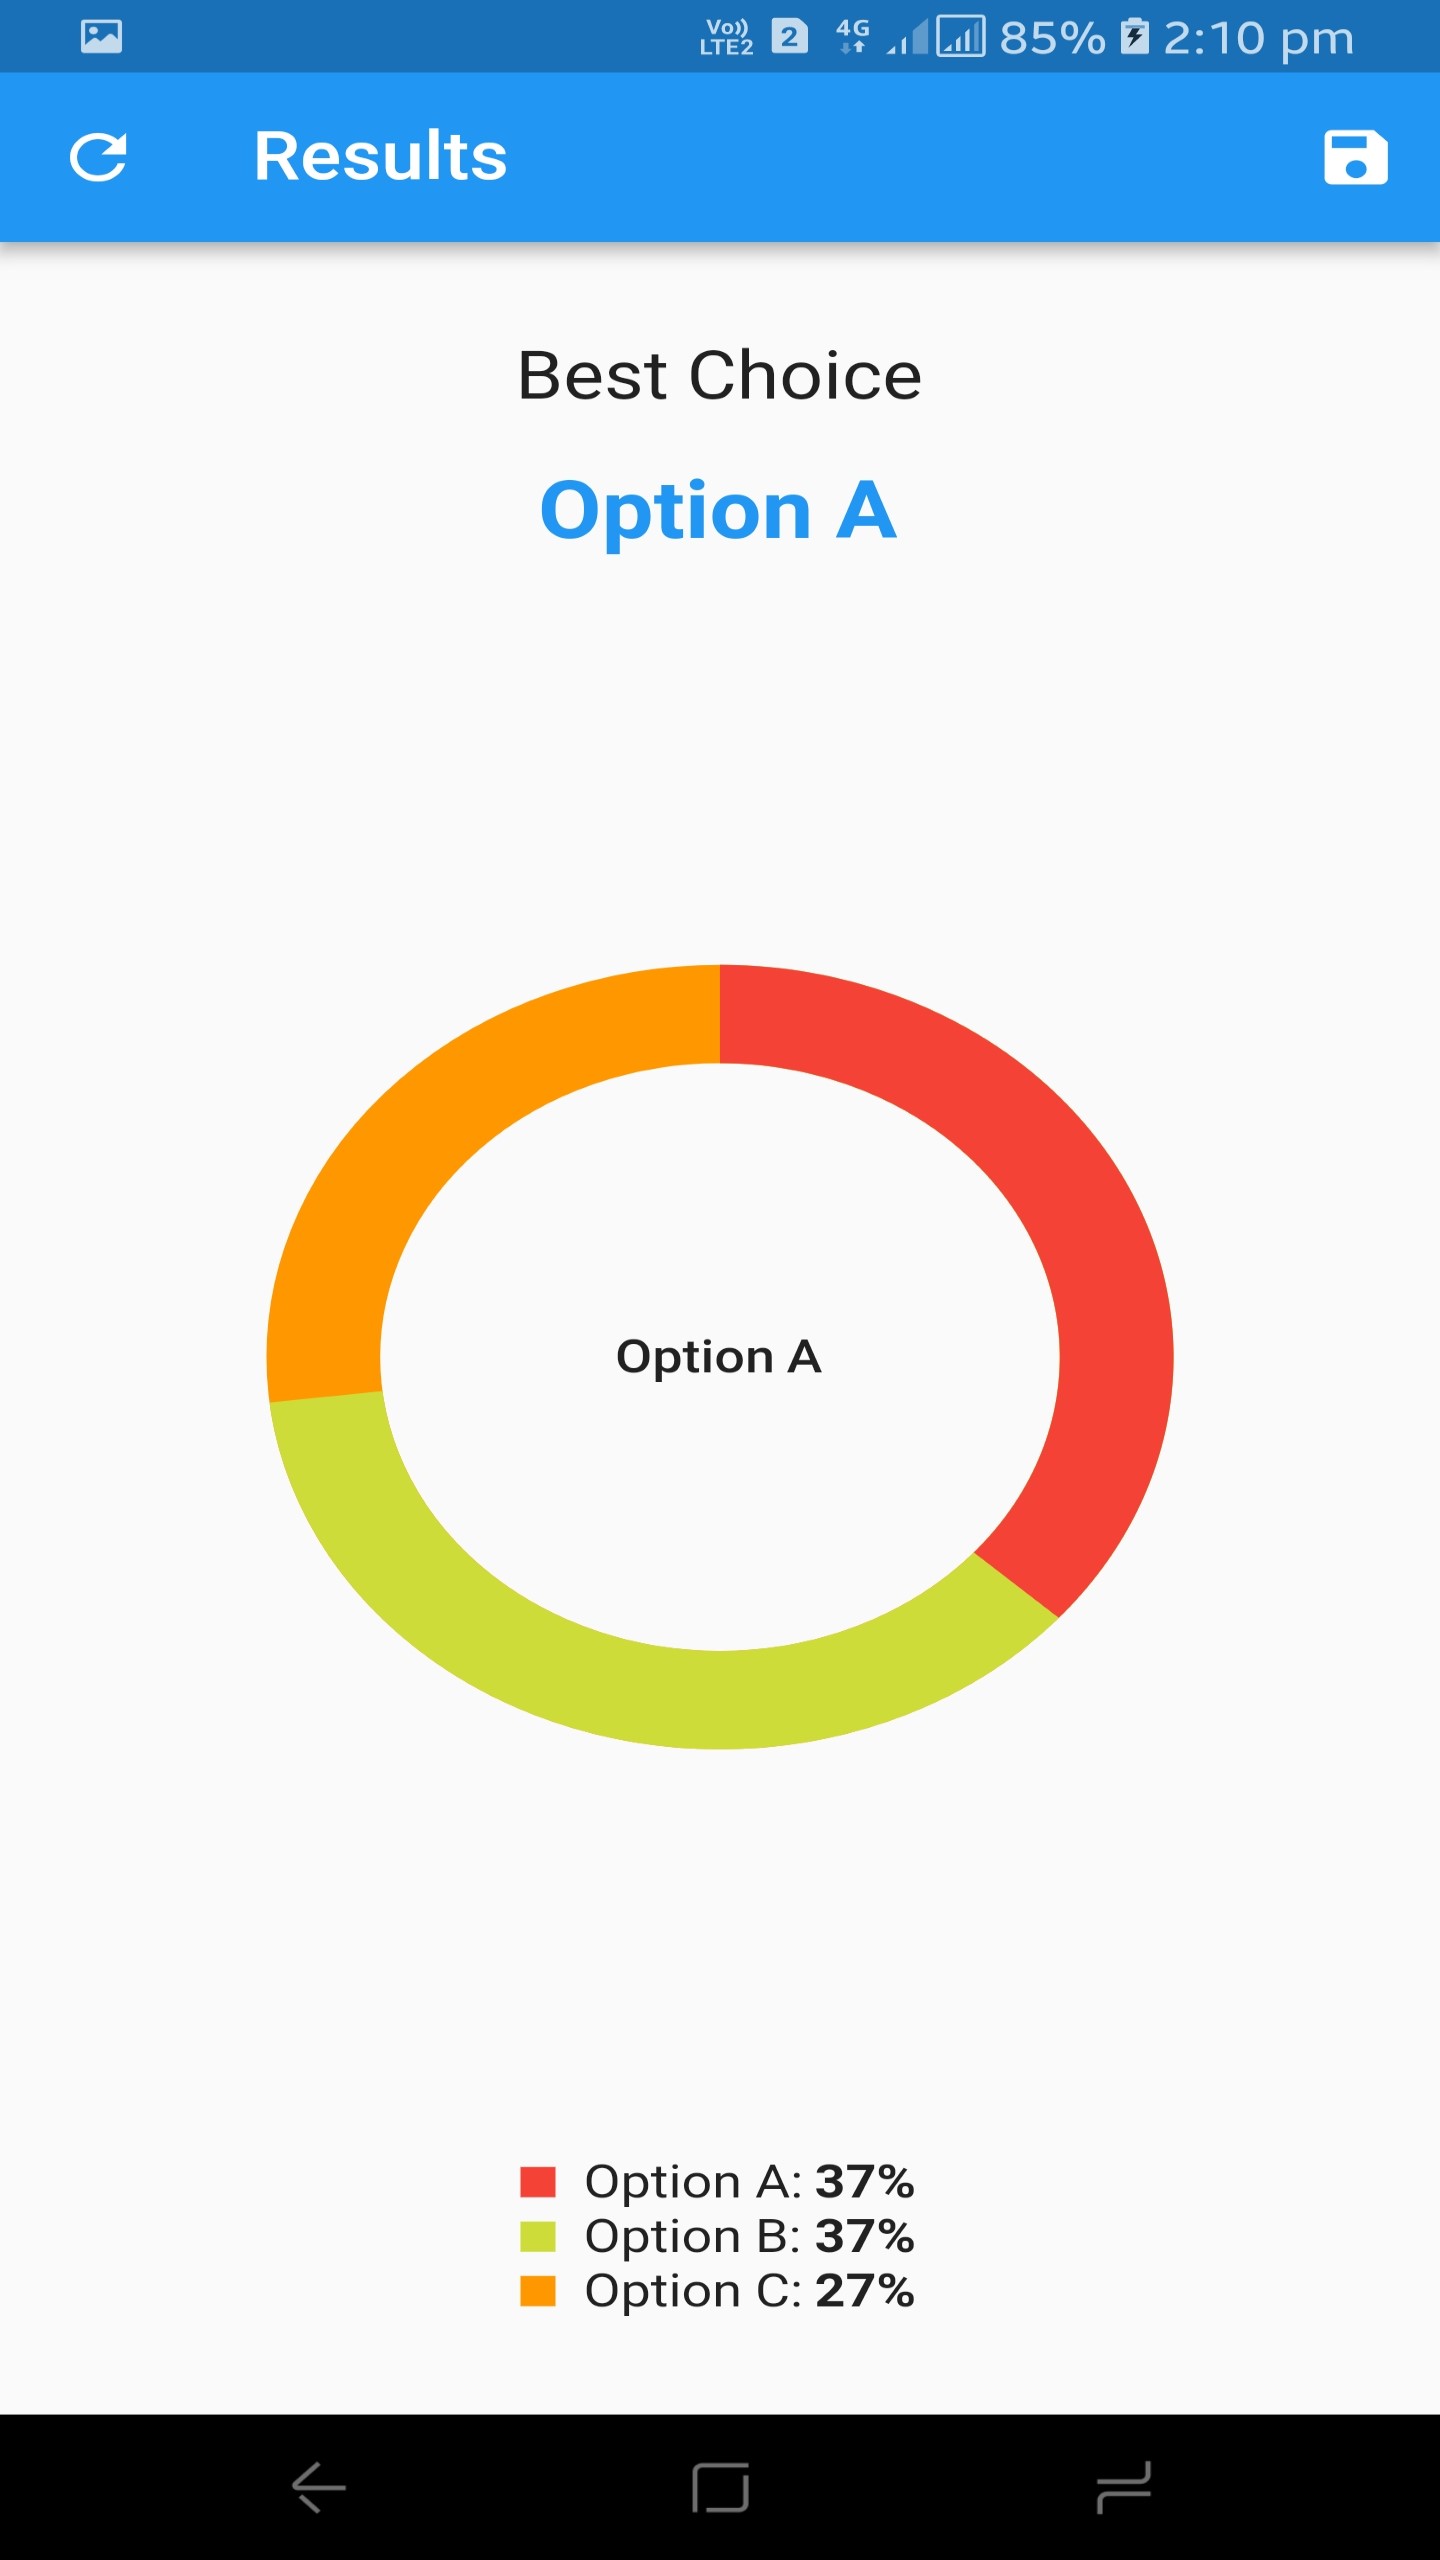 Vo)) LTE2 2 4G 85% 2:10 pm
Results
Best Choice
Option A
Option A
Option A: 37%
Option B: 37%
Option C: 27%